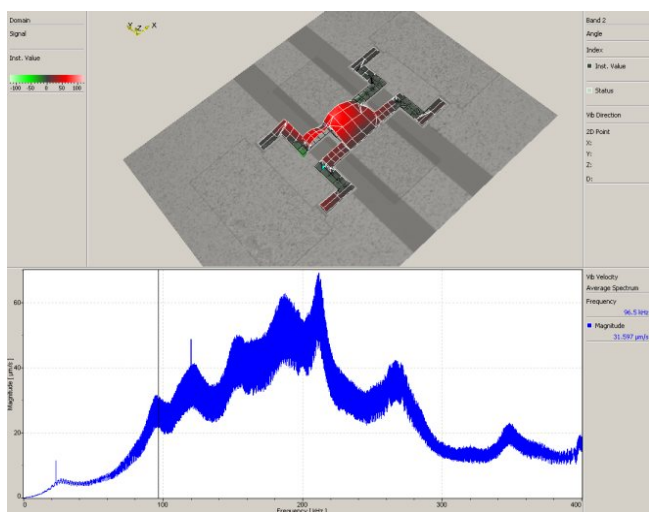 Domain
Signal
Inst. Value
-100 -50 0 50 100
Y Z X
Band 2
Angle
Index
Inst. Value
Status
Vib Direction
2D Point
X:
Y:
Z:
D:
Vib Velocity
Average Spectrum
Frequency
96.5 kHz
Magnitude
31.597 µm/s
Magnitude [ µm/s ]
60
40
20
0
0 100 200 300 400
Frequency [ kHz ]